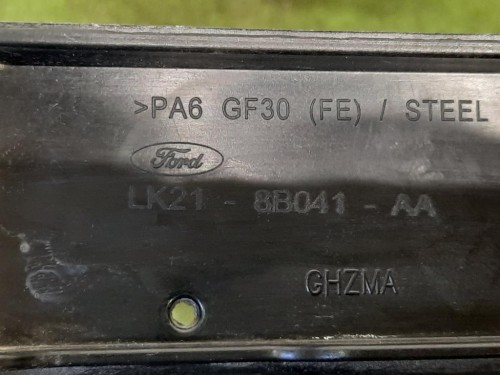 >PA6 GF30 (FE) / STEEL
Ford
LK21 - 8B041 - AA
GHZMA